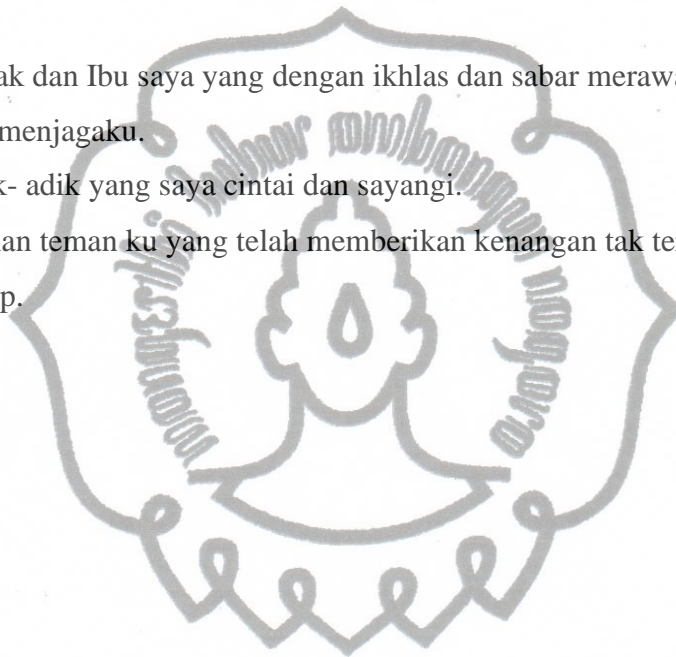 ak dan Ibu saya yang dengan ikhlas dan sabar merawa
menjagaku.
k- adik yang saya cintai dan sayangi.
an teman ku yang telah memberikan kenangan tak te
p.